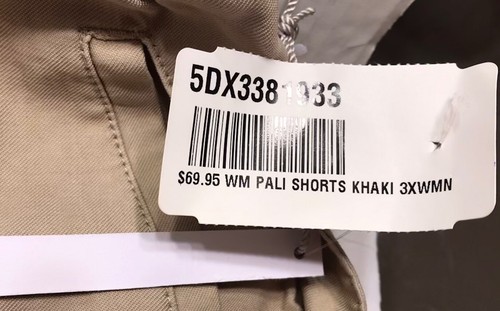 5DX3381933
$69.95 WM PALI SHORTS KHAKI 3XWMN